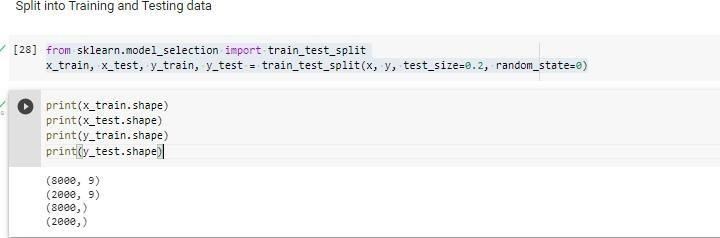 Split into Training and Testing data
[28] from sklearn.model_selection import train_test_split
x_train, x_test, y_train, y_test = train_test_split(x, y, test_size=0.2, random_state=0)
print(x_train.shape)
print(x_test.shape)
print(y_train.shape)
print(y_test.shape)
(8000, 9)
(2000, 9)
(8000,)
(2000,)